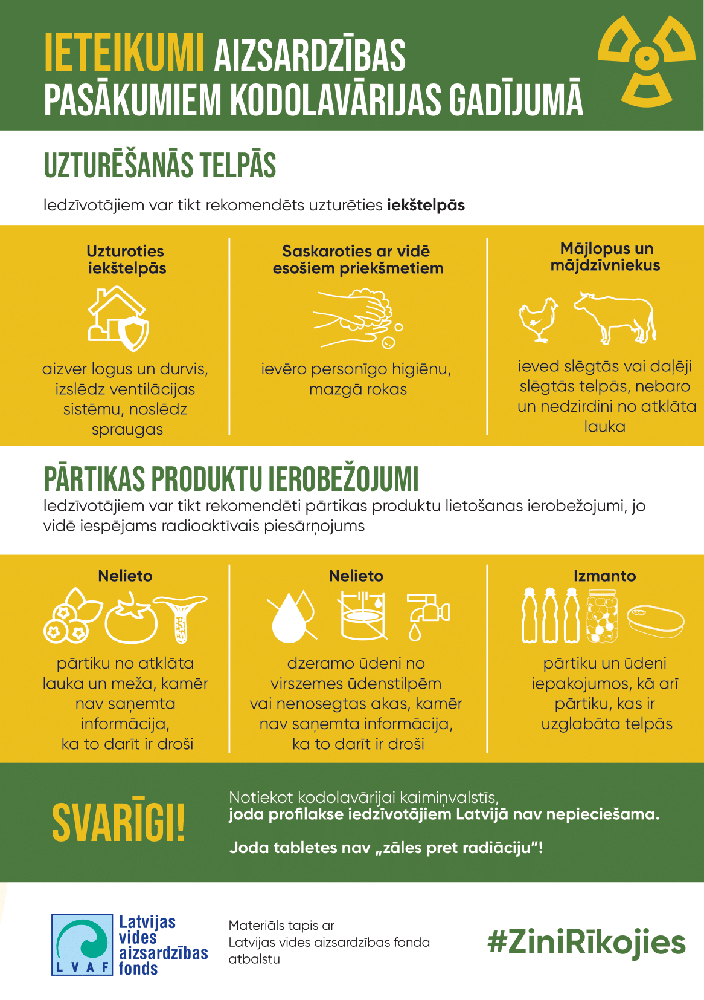 IETEIKUMI AIZSARDZĪBAS
PASĀKUMIEM KODOLAVĀRIJAS GADĪJUMĀ
UZTURĒŠANĀS TELPĀS
Iedzīvotājiem var tikt rekomendēts uzturēties iekštelpās
Uzturoties
iekštelpās
aizver logus un durvis,
izslēdz ventilācijas
sistēmu, noslēdz
spraugas
Saskaroties ar vidē
esošiem priekšmetiem
ievēro personīgo higiēnu,
mazgā rokas
Mājlopus un
mājdzīvniekus
ieved slēgtās vai daļēji
slēgtās telpās, nebaro
un nedzirdini no atklāta
lauka
PĀRTIKAS PRODUKTU IEROBEŽOJUMI
Iedzīvotājiem var tikt rekomendēti pārtikas produktu lietošanas ierobežojumi, jo
vidē iespējams radioaktīvais piesārņojums
Nelieto
pārtiku no atklāta
lauka un meža, kamēr
nav saņemta
informācija,
ka to darīt ir droši
Nelieto
dzeramo ūdeni no
virszemes ūdenstilpēm
vai nenosegtas akas, kamēr
nav saņemta informācija,
ka to darīt ir droši
Izmanto
pārtiku un ūdeni
iepakojumos, kā arī
pārtiku, kas ir
uzglabāta telpās
SVARĪGI!
Notiekot kodolavārijai kaimiņvalstīs,
joda profilakse iedzīvotājiem Latvijā nav nepieciešama.
Joda tabletes nav „zāles pret radiāciju”!
LVAF
Latvijas
vides
aizsardzības
fonds
Materiāls tapis ar
Latvijas vides aizsardzības fonda
atbalstu
#ZiniRīkojies